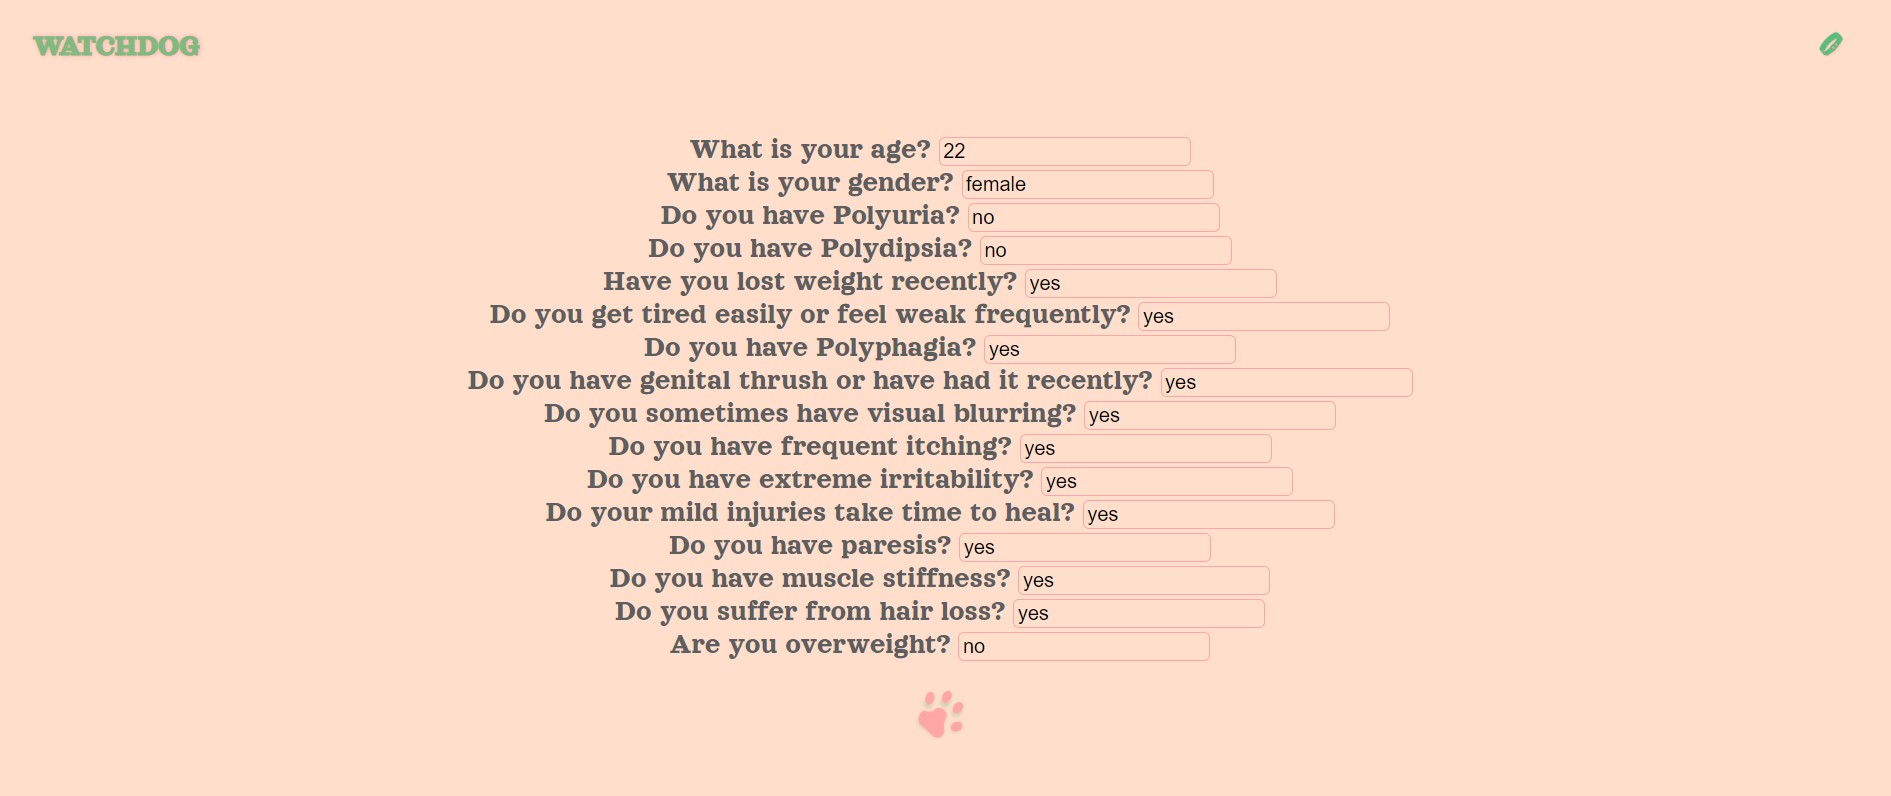 WATCHDOG
What is your age? 22
What is your gender? female
Do you have Polyuria? no
Do you have Polydipsia? no
Have you lost weight recently? yes
Do you get tired easily or feel weak frequently? yes
Do you have Polyphagia? yes
Do you have genital thrush or have had it recently? yes
Do you sometimes have visual blurring? yes
Do you have frequent itching? yes
Do you have extreme irritability? yes
Do your mild injuries take time to heal? yes
Do you have paresis? yes
Do you have muscle stiffness? yes
Do you suffer from hair loss? yes
Are you overweight? no